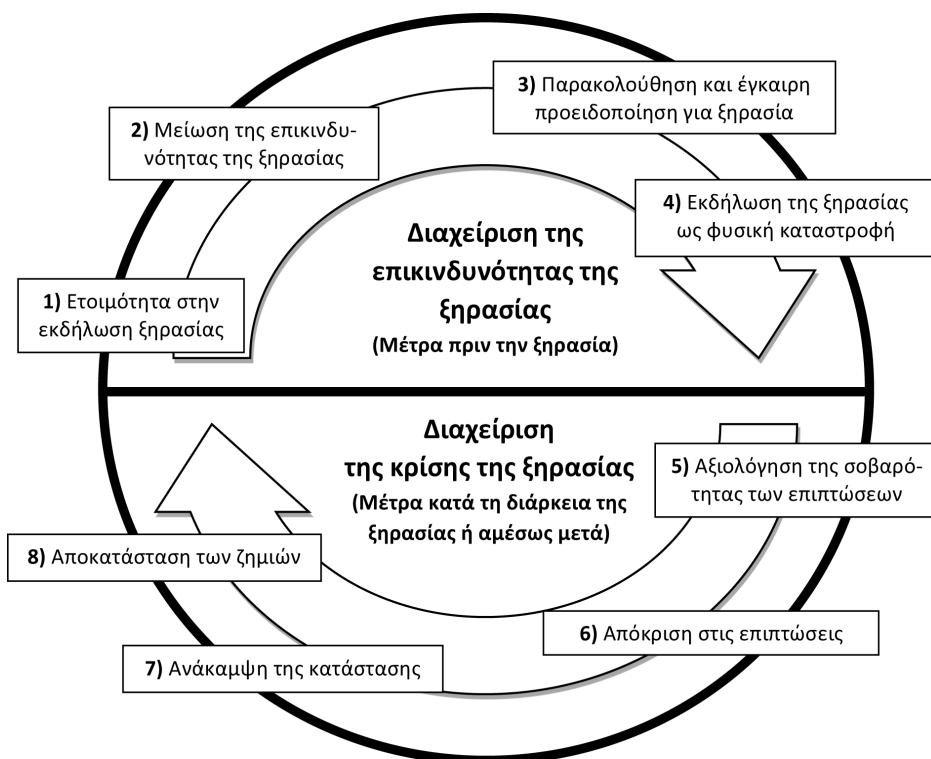 3) Παρακολούθηση και έγκαιρη
προειδοποίηση για ξηρασία
2) Μείωση της επικινδυ-
νότητας της ξηρασίας
4) Εκδήλωση της ξηρασίας
ως φυσική καταστροφή
Διαχείριση της
επικινδυνότητας της
ξηρασίας
(Μέτρα πριν την ξηρασία)
1) Ετοιμότητα στην
εκδήλωση ξηρασίας
Διαχείριση
της κρίσης της ξηρασίας
(Μέτρα κατά τη διάρκεια της
ξηρασίας ή αμέσως μετά)
5) Αξιολόγηση της σοβαρό-
τητας των επιπτώσεων
8) Αποκατάσταση των ζημιών
6) Απόκριση στις επιπτώσεις
7) Ανάκαμψη της κατάστασης